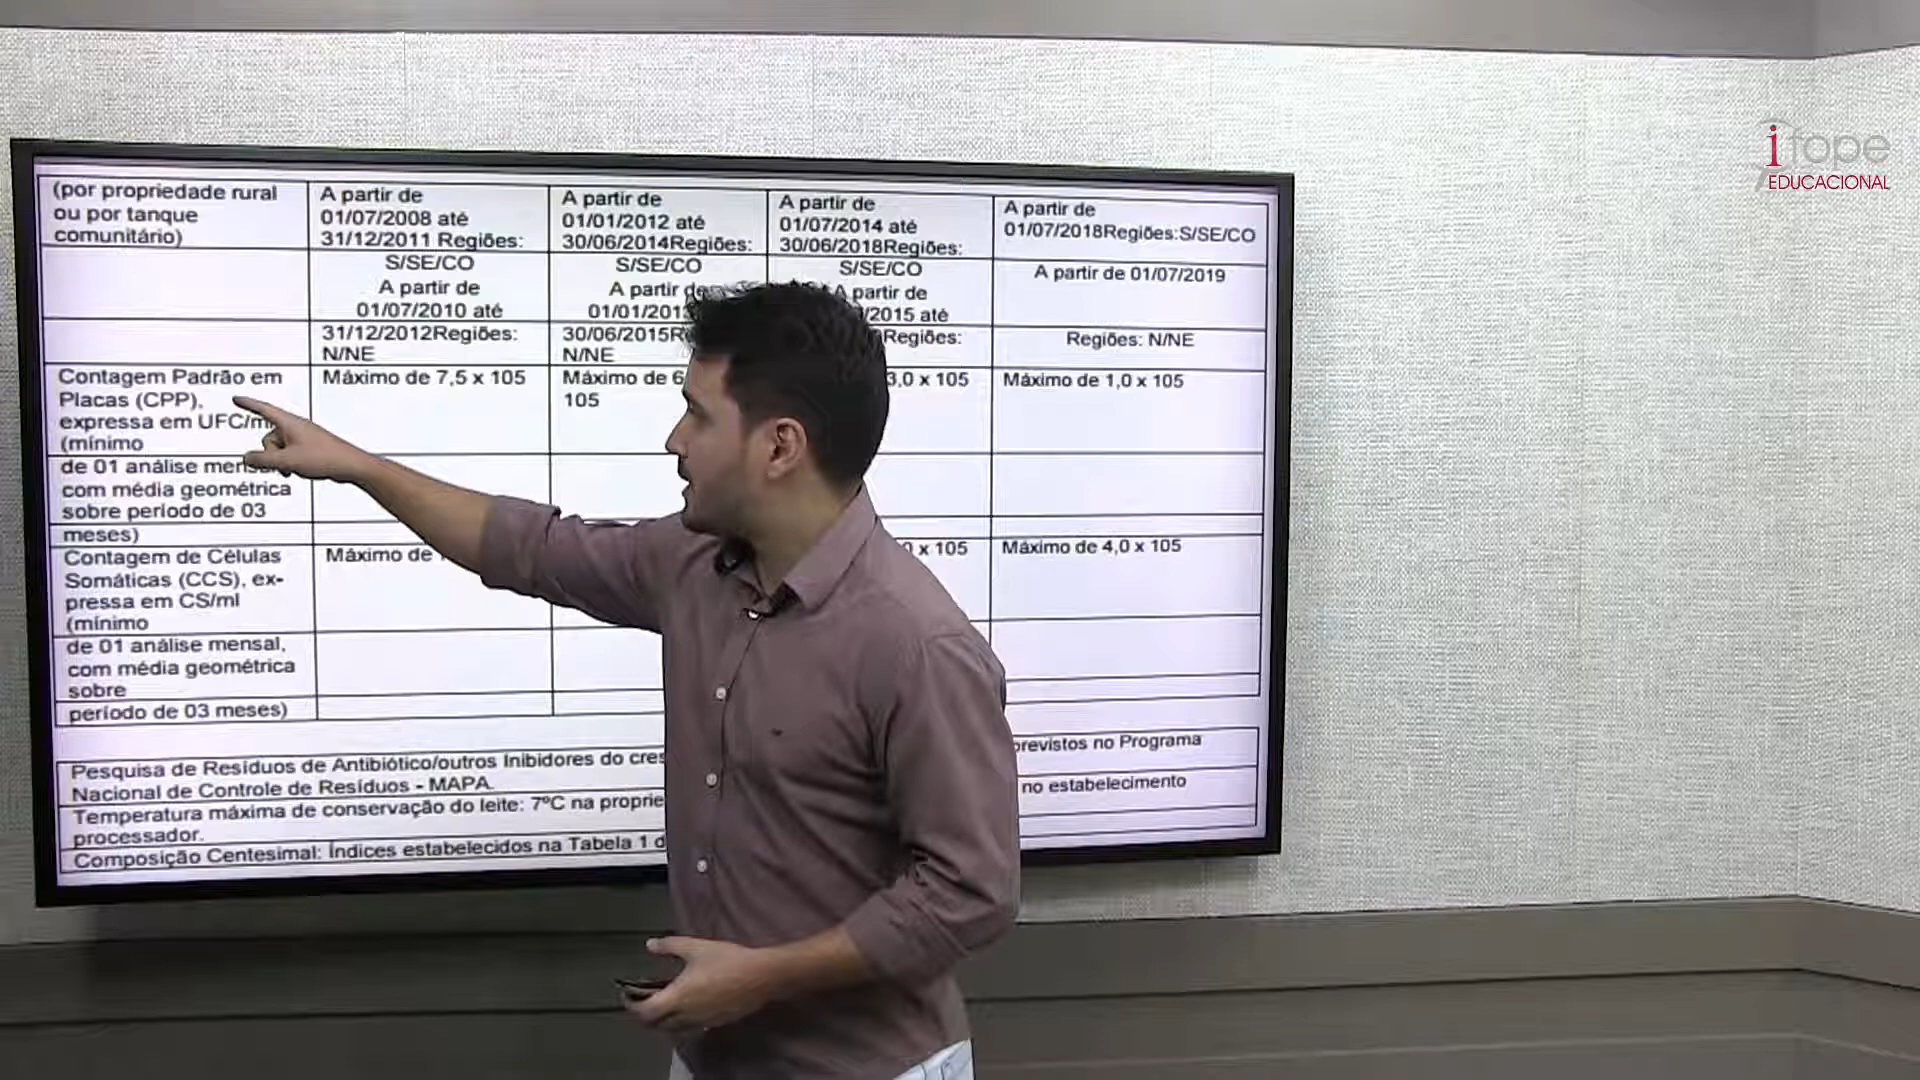 (por propriedade rural
ou por tanque
comunitário)
A partir de
01/07/2008 até
31/12/2011 Regiões:
A partir de
01/01/2012 até
30/06/2014Regiões:
A partir de
01/07/2014 até
30/06/2018Regiões:
A partir de
01/07/2018Regiões:S/SE/CO
S/SE/CO
A partir de
01/07/2010 até
S/SE/CO
A partir de
01/01/2013
S/SE/CO
A partir de
/2015 até
A partir de 01/07/2019
31/12/2012Regiões:
N/NE
30/06/2015R
N/NE
Regiões:
Regiões: N/NE
Contagem Padrão em
Placas (CPP),
expressa em UFC/ml
(mínimo
Máximo de 7,5 x 105
Máximo de 6
105
3,0 x 105
Máximo de 1,0 x 105
de 01 análise mensal,
com média geométrica
sobre período de 03
meses)
Contagem de Células
Somáticas (CCS), ex-
pressa em CS/ml
(mínimo
Máximo de
0 x 105
Máximo de 4,0 x 105
de 01 análise mensal,
com média geométrica
sobre
período de 03 meses)
Pesquisa de Resíduos de Antibiótico/outros Inibidores do cres
previstos no Programa
Nacional de Controle de Resíduos - MAPA.
Temperatura máxima de conservação do leite: 7ºC na proprie
no estabelecimento
processador.
Composição Centesimal: Índices estabelecidos na Tabela 1 d
ifope
EDUCACIONAL